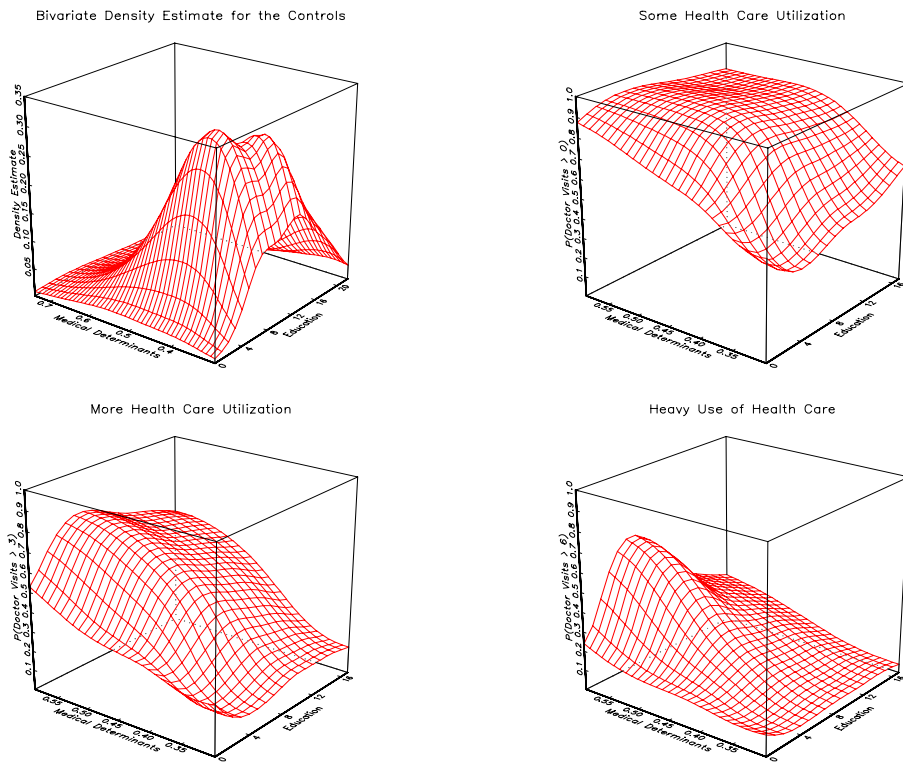 Bivariate Density Estimate for the Controls
Density Estimate
0.05 0.10 0.15 0.20 0.25 0.30 0.35
0.7 0.6 0.5 0.4
Medical Determinants
0 4 8 12 16 20
Education
Some Health Care Utilization
P(Doctor Visits > 0)
0.1 0.2 0.3 0.4 0.5 0.6 0.7 0.8 0.9 1.0
0.55 0.50 0.45 0.40 0.35
Medical Determinants
0 4 8 12 16
Education
More Health Care Utilization
P(Doctor Visits > 3)
0.1 0.2 0.3 0.4 0.5 0.6 0.7 0.8 0.9 1.0
0.55 0.50 0.45 0.40 0.35
Medical Determinants
0 4 8 12 16
Education
Heavy Use of Health Care
P(Doctor Visits > 6)
0.1 0.2 0.3 0.4 0.5 0.6 0.7 0.8 0.9 1.0
0.55 0.50 0.45 0.40 0.35
Medical Determinants
0 4 8 12 16
Education